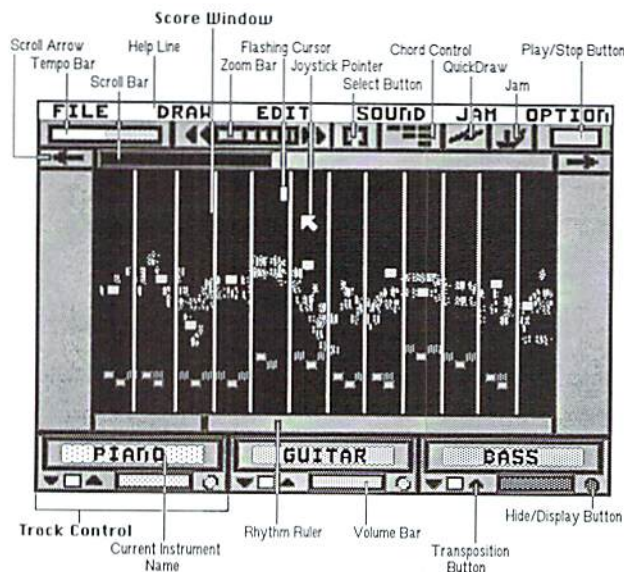 Score Window
Scroll Arrow
Help Line
Flashing Cursor
Chord Control
Play/Stop Button
Tempo Bar
Zoom Bar
Joystick Pointer
QuickDraw
Scroll Bar
Select Button
Jam
FILE DRAW EDIT SOUND JAM OPTION
PIANO GUITAR BASS
Track Control
Rhythm Ruler
Volume Bar
Hide/Display Button
Current Instrument
Name
Transposition
Button